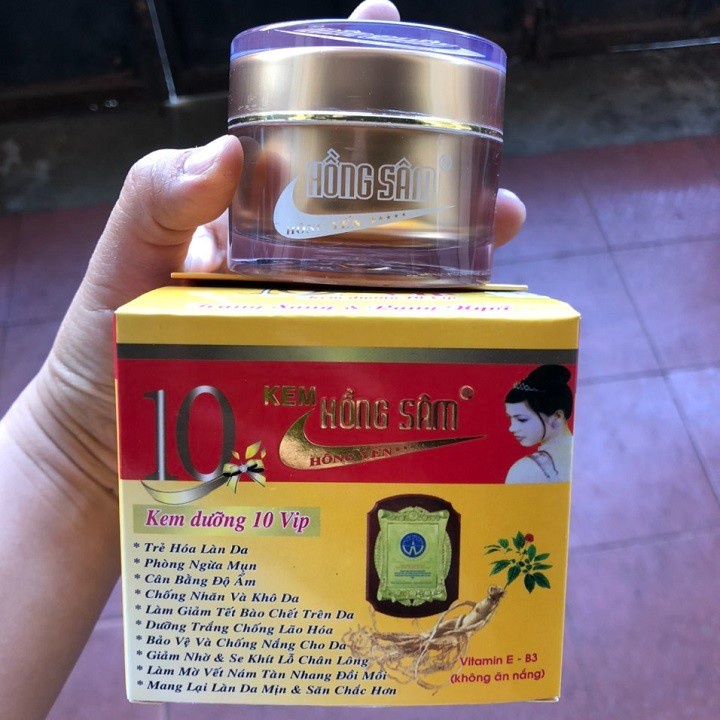 HỒNG SÂM
HỒNG YẾN
Kem dưỡng 10 Vip
10
KEM
HỒNG SÂM
HỒNG YẾN
Kem dưỡng 10 Vip
* Trẻ Hóa Làn Da
* Phòng Ngừa Mụn
* Cân Bằng Độ Ẩm
* Chống Nhăn Và Khô Da
* Làm Giảm Tết Bào Chết Trên Da
* Dưỡng Trắng Chống Lão Hóa
* Bảo Vệ Và Chống Nắng Cho Da
* Giảm Nhờ & Se Khít Lỗ Chân Lông
* Làm Mờ Vết Nám Tàn Nhang Đồi Mồi
* Mang Lại Làn Da Mịn & Săn Chắc Hơn
Vitamin E - B3
(không ăn nắng)